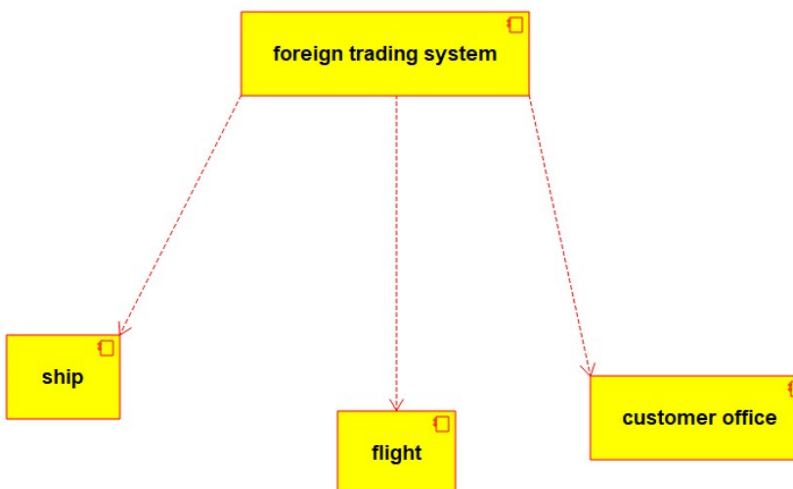 foreign trading system
ship
customer office
flight